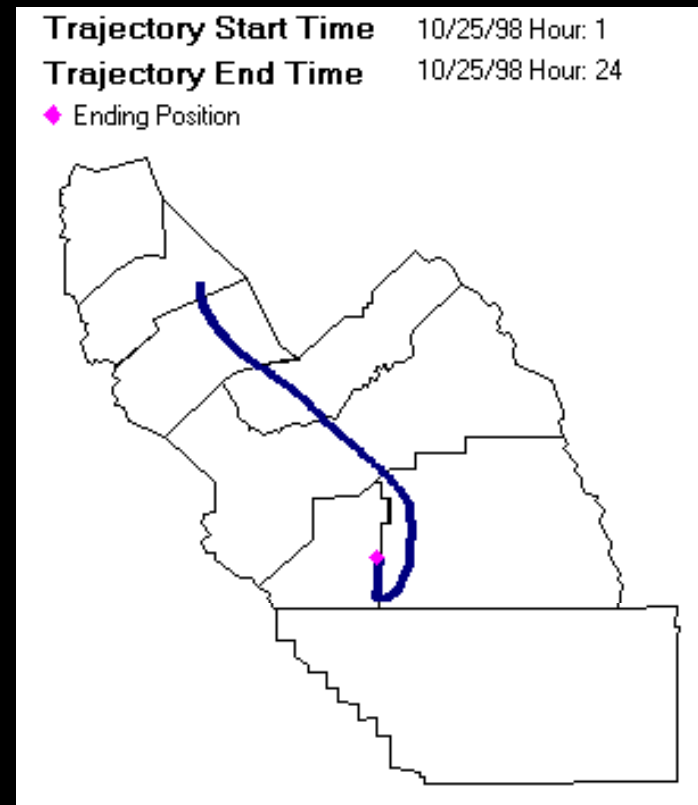 Trajectory Start Time 10/25/98 Hour: 1
Trajectory End Time 10/25/98 Hour: 24
Ending Position